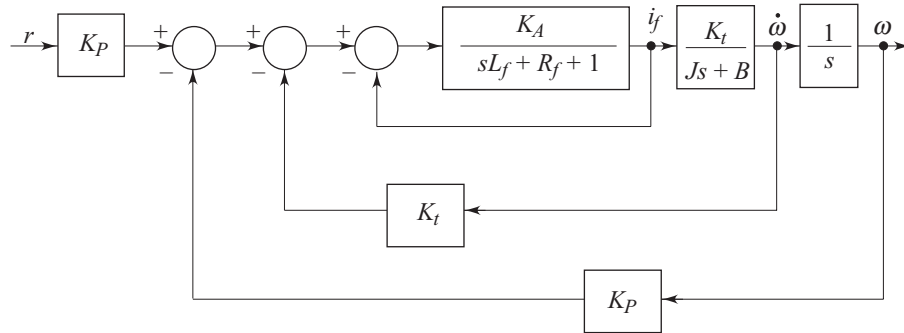 r
K_P
+
−
+
−
+
−
K_A
sL_f + R_f + 1
i_f
K_t
Js + B
ω̇
1
s
ω
K_t
K_P